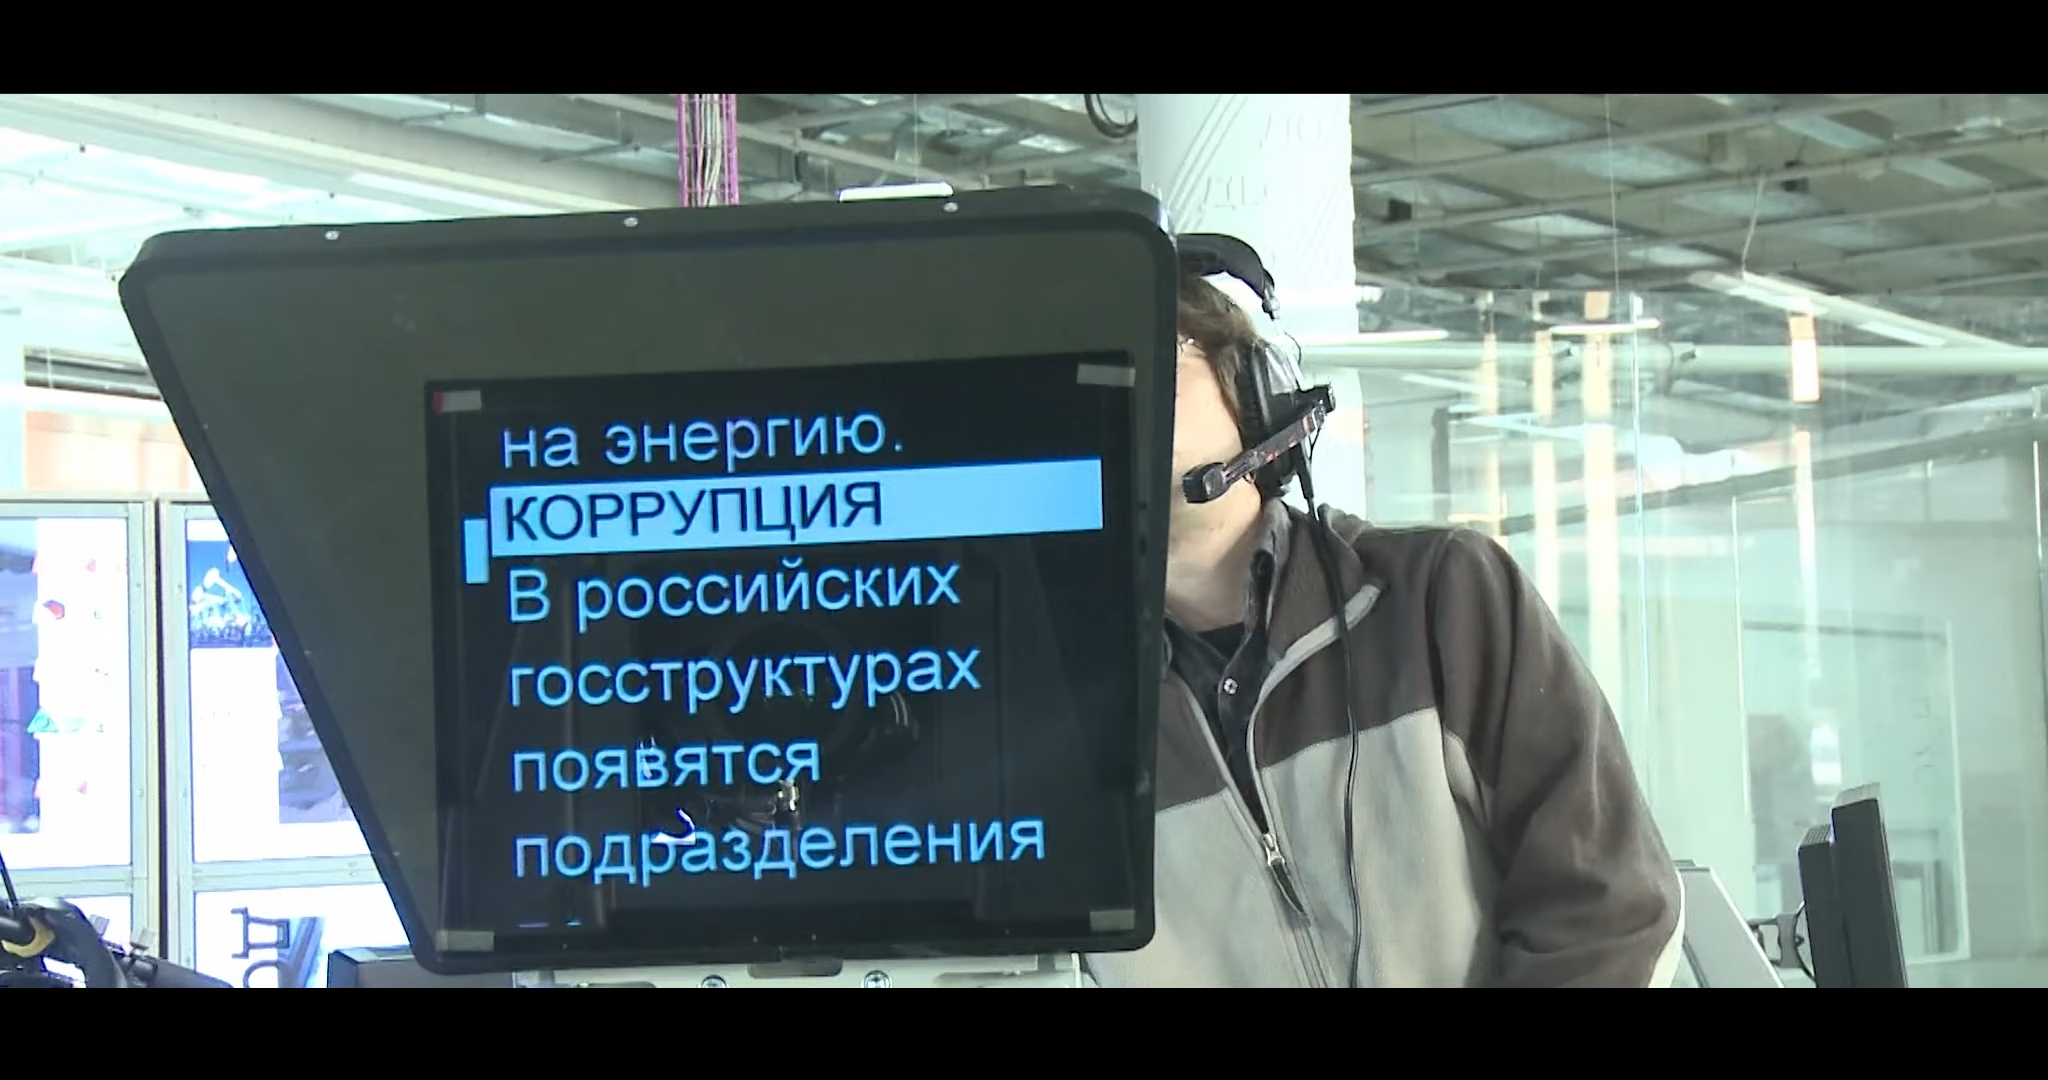 на энергию.
КОРРУПЦИЯ
В российских
госструктурах
появятся
подразделения